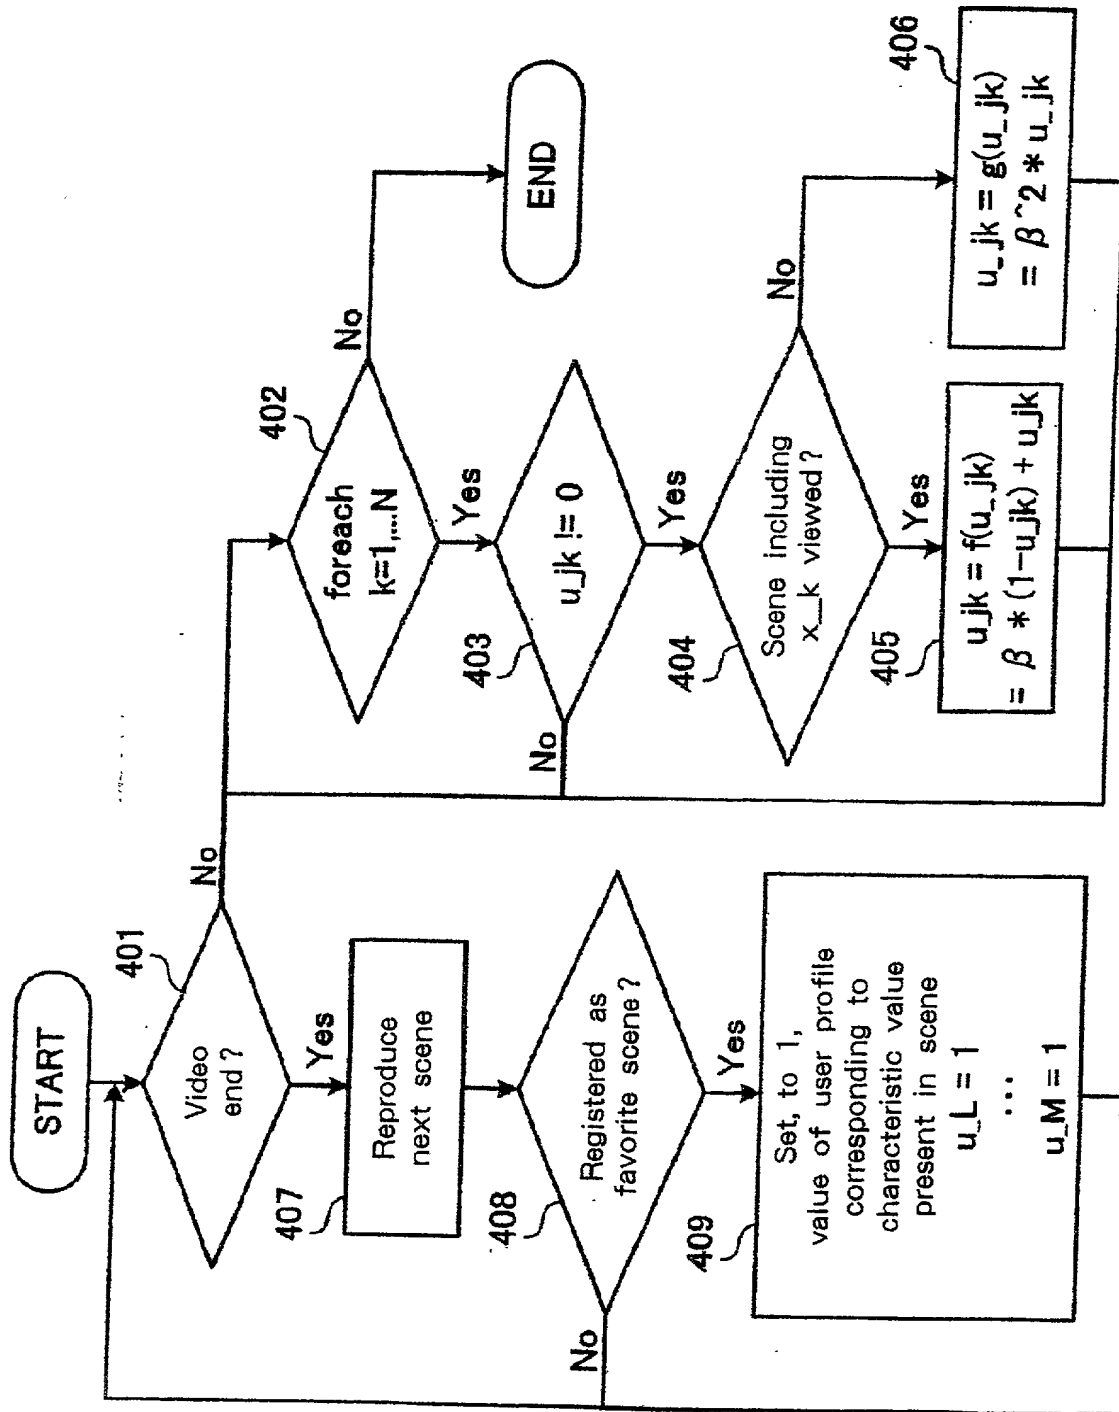 START
401
Video
end?
No
Yes
407
Reproduce
next scene
408
Registered as
favorite scene?
No
Yes
409
Set, to 1,
value of user profile
corresponding to
characteristic value
present in scene
u_L = 1
...
u_M = 1
402
foreach
k=1,...N
No
Yes
END
403
u_jk != 0
No
Yes
404
Scene including
x_k viewed?
No
Yes
405
u_jk = f(u_jk)
= β * (1-u_jk) + u_jk
406
u_jk = g(u_jk)
= β^2 * u_jk